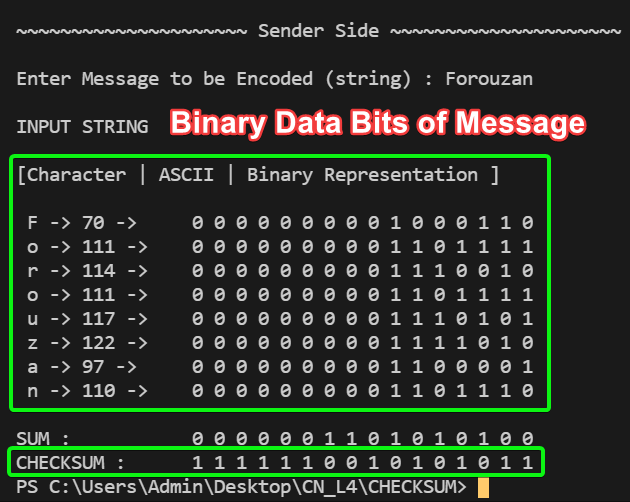 ~~~~~~~~~~~~~~~~~~~~~ Sender Side ~~~~~~~~~~~~~~~~~~~~~
Enter Message to be Encoded (string) : Forouzan
INPUT STRING Binary Data Bits of Message
[Character | ASCII | Binary Representation ]
F -> 70 -> 0 0 0 0 0 0 0 0 0 1 0 0 0 1 1 0
o -> 111 -> 0 0 0 0 0 0 0 0 0 1 1 0 1 1 1 1
r -> 114 -> 0 0 0 0 0 0 0 0 0 1 1 1 0 0 1 0
o -> 111 -> 0 0 0 0 0 0 0 0 0 1 1 0 1 1 1 1
u -> 117 -> 0 0 0 0 0 0 0 0 0 1 1 1 0 1 0 1
z -> 122 -> 0 0 0 0 0 0 0 0 0 1 1 1 1 0 1 0
a -> 97 -> 0 0 0 0 0 0 0 0 0 1 1 0 0 0 0 1
n -> 110 -> 0 0 0 0 0 0 0 0 0 1 1 0 1 1 1 0
SUM : 0 0 0 0 0 0 1 1 0 1 0 1 0 1 0 0
CHECKSUM : 1 1 1 1 1 1 0 0 1 0 1 0 1 0 1 1
PS C:\Users\Admin\Desktop\CN_L4\CHECKSUM>